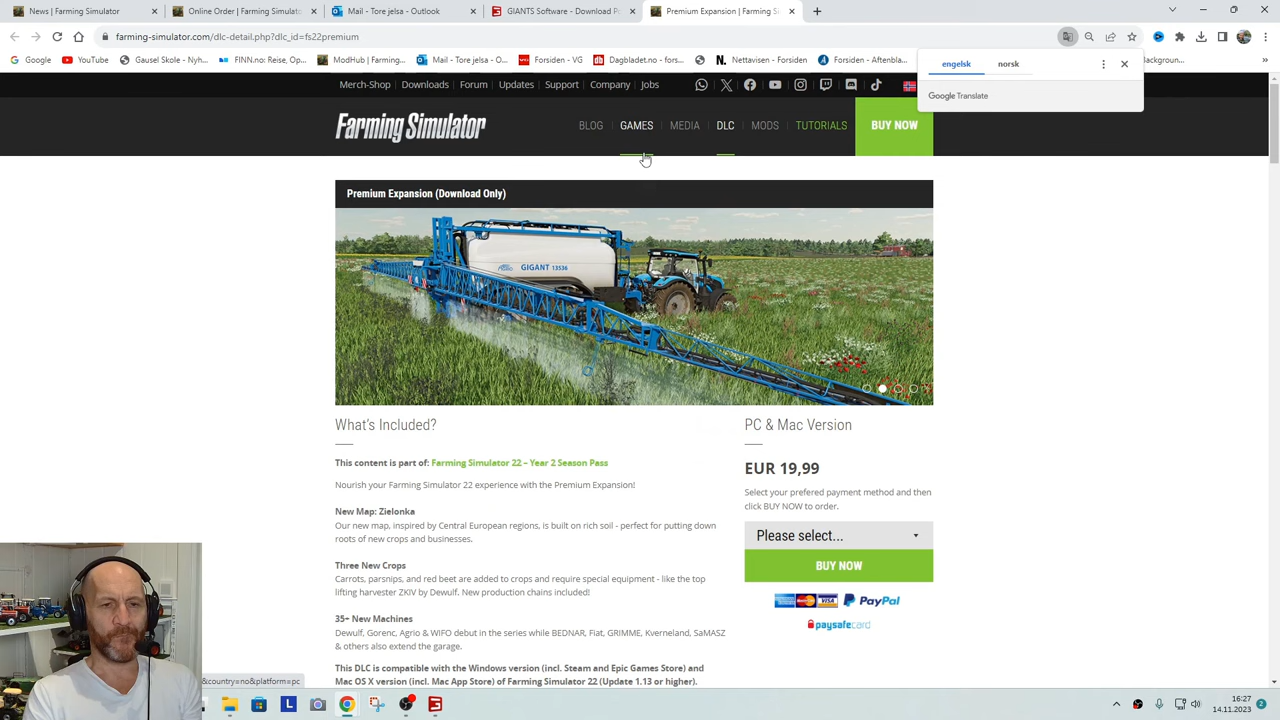 News | Farming Simulator
Online Order | Farming Simulator
Outlook
GIANTS Software - Download
Premium Expansion | Farming Si
farming-simulator.com/dlc-detail.php?dlc_id=fs22premium
Google
YouTube
Gausel Skole - Norwe...
FINN.no: Reise, Op...
ModHub | Farming...
Mail - Tore jelsa - O...
Forsiden - VG
Dagbladet.no - fors...
Nettavisen
Forsiden - Aftenbla...
engelsk
norsk
Google Translate
Merch-Shop
Downloads
Forum
Updates
Support
Company
Jobs
Farming Simulator
BLOG
GAMES
MEDIA
DLC
MODS
TUTORIALS
BUY NOW
Premium Expansion (Download Only)
GIGANT 13536
What's Included?
This content is part of: Farming Simulator 22 – Year 2 Season Pass
Nourish your Farming Simulator 22 experience with the Premium Expansion!
New Map: Zielonka
Our new map, inspired by Central European regions, is built on rich soil - perfect for putting down
roots of new crops and businesses.
Three New Crops
Carrots, parsnips, and red beet are added to crops and require special equipment - like the top
lifting harvester ZKIV by Dewulf. New production chains included!
35+ New Machines
Dewulf, Gorenc, Agrio & WIFO debut in the series while BEDNAR, Fiat, GRIMME, Kverneland, SaMASZ
& others also extend the garage.
This DLC is compatible with the Windows version (incl. Steam and Epic Games Store) and
Mac OS X version (incl. Mac App Store) of Farming Simulator 22 (Update 1.13 or higher).
PC & Mac Version
EUR 19,99
Select your prefered payment method and then
click BUY NOW to order.
Please select...
BUY NOW
VISA
PayPal
paysafecard
&country=no&platform=pc
16:27
14.11.2023